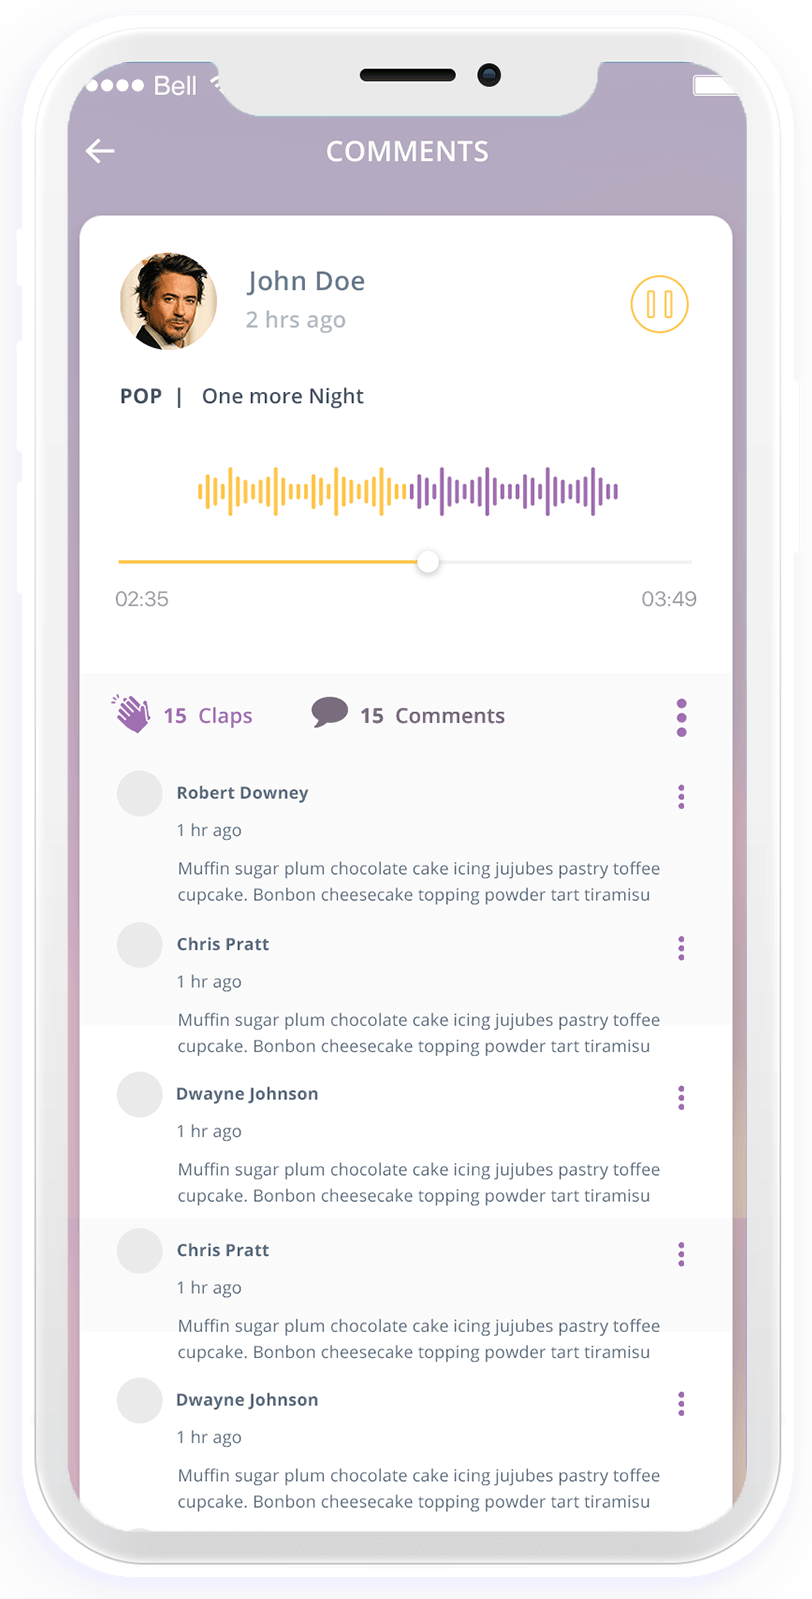 Bell
COMMENTS
John Doe
2 hrs ago
POP | One more Night
02:35 03:49
15 Claps 15 Comments
Robert Downey
1 hr ago
Muffin sugar plum chocolate cake icing jujubes pastry toffee
cupcake. Bonbon cheesecake topping powder tart tiramisu
Chris Pratt
1 hr ago
Muffin sugar plum chocolate cake icing jujubes pastry toffee
cupcake. Bonbon cheesecake topping powder tart tiramisu
Dwayne Johnson
1 hr ago
Muffin sugar plum chocolate cake icing jujubes pastry toffee
cupcake. Bonbon cheesecake topping powder tart tiramisu
Chris Pratt
1 hr ago
Muffin sugar plum chocolate cake icing jujubes pastry toffee
cupcake. Bonbon cheesecake topping powder tart tiramisu
Dwayne Johnson
1 hr ago
Muffin sugar plum chocolate cake icing jujubes pastry toffee
cupcake. Bonbon cheesecake topping powder tart tiramisu